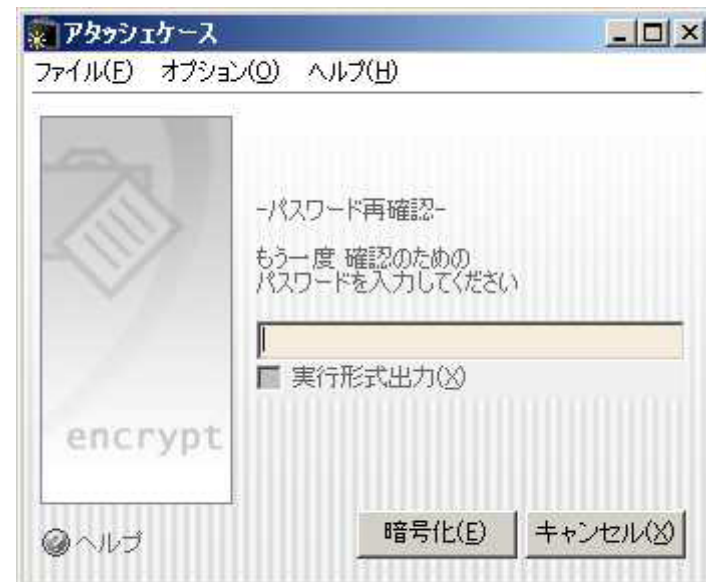 アタッシェケース
ファイル(F) オプション(O) ヘルプ(H)
-パスワード再確認-
もう一度 確認のための
パスワードを入力してください
実行形式出力(X)
encrypt
ヘルプ
暗号化(E) キャンセル(X)